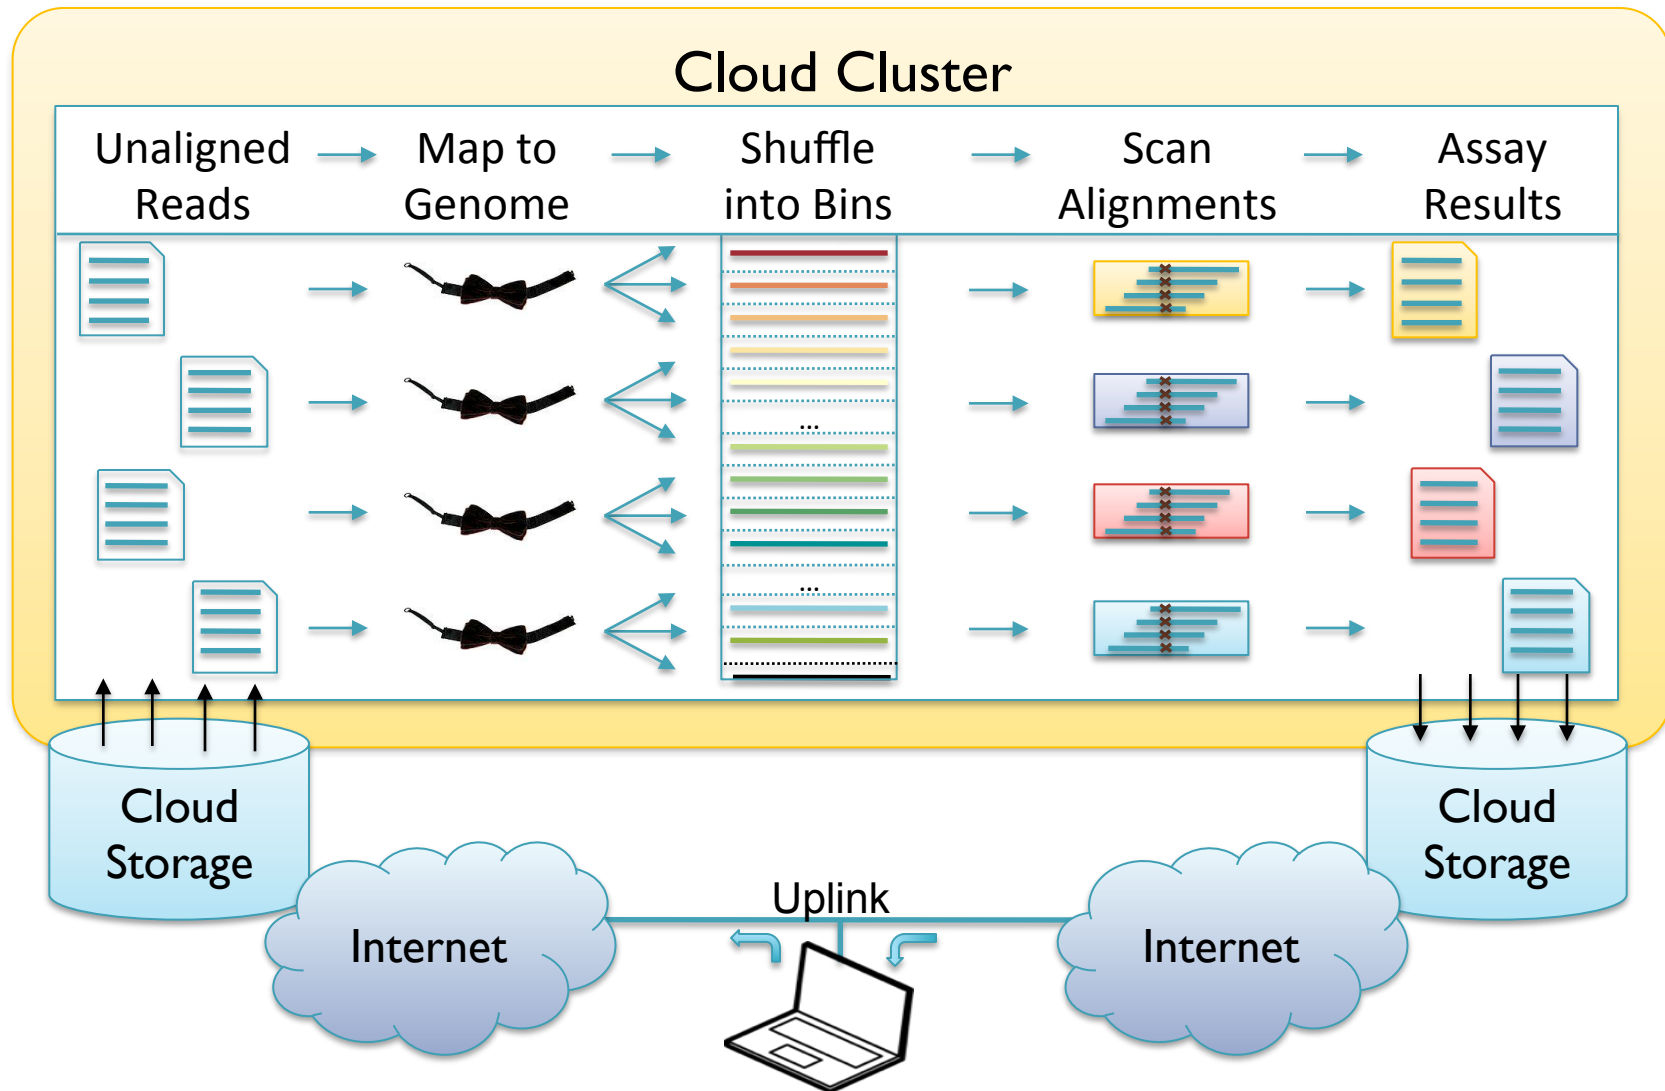 Cloud Cluster
Unaligned
Reads
Map to
Genome
Shuffle
into Bins
Scan
Alignments
Assay
Results
...
...
Cloud
Storage
Cloud
Storage
Uplink
Internet
Internet